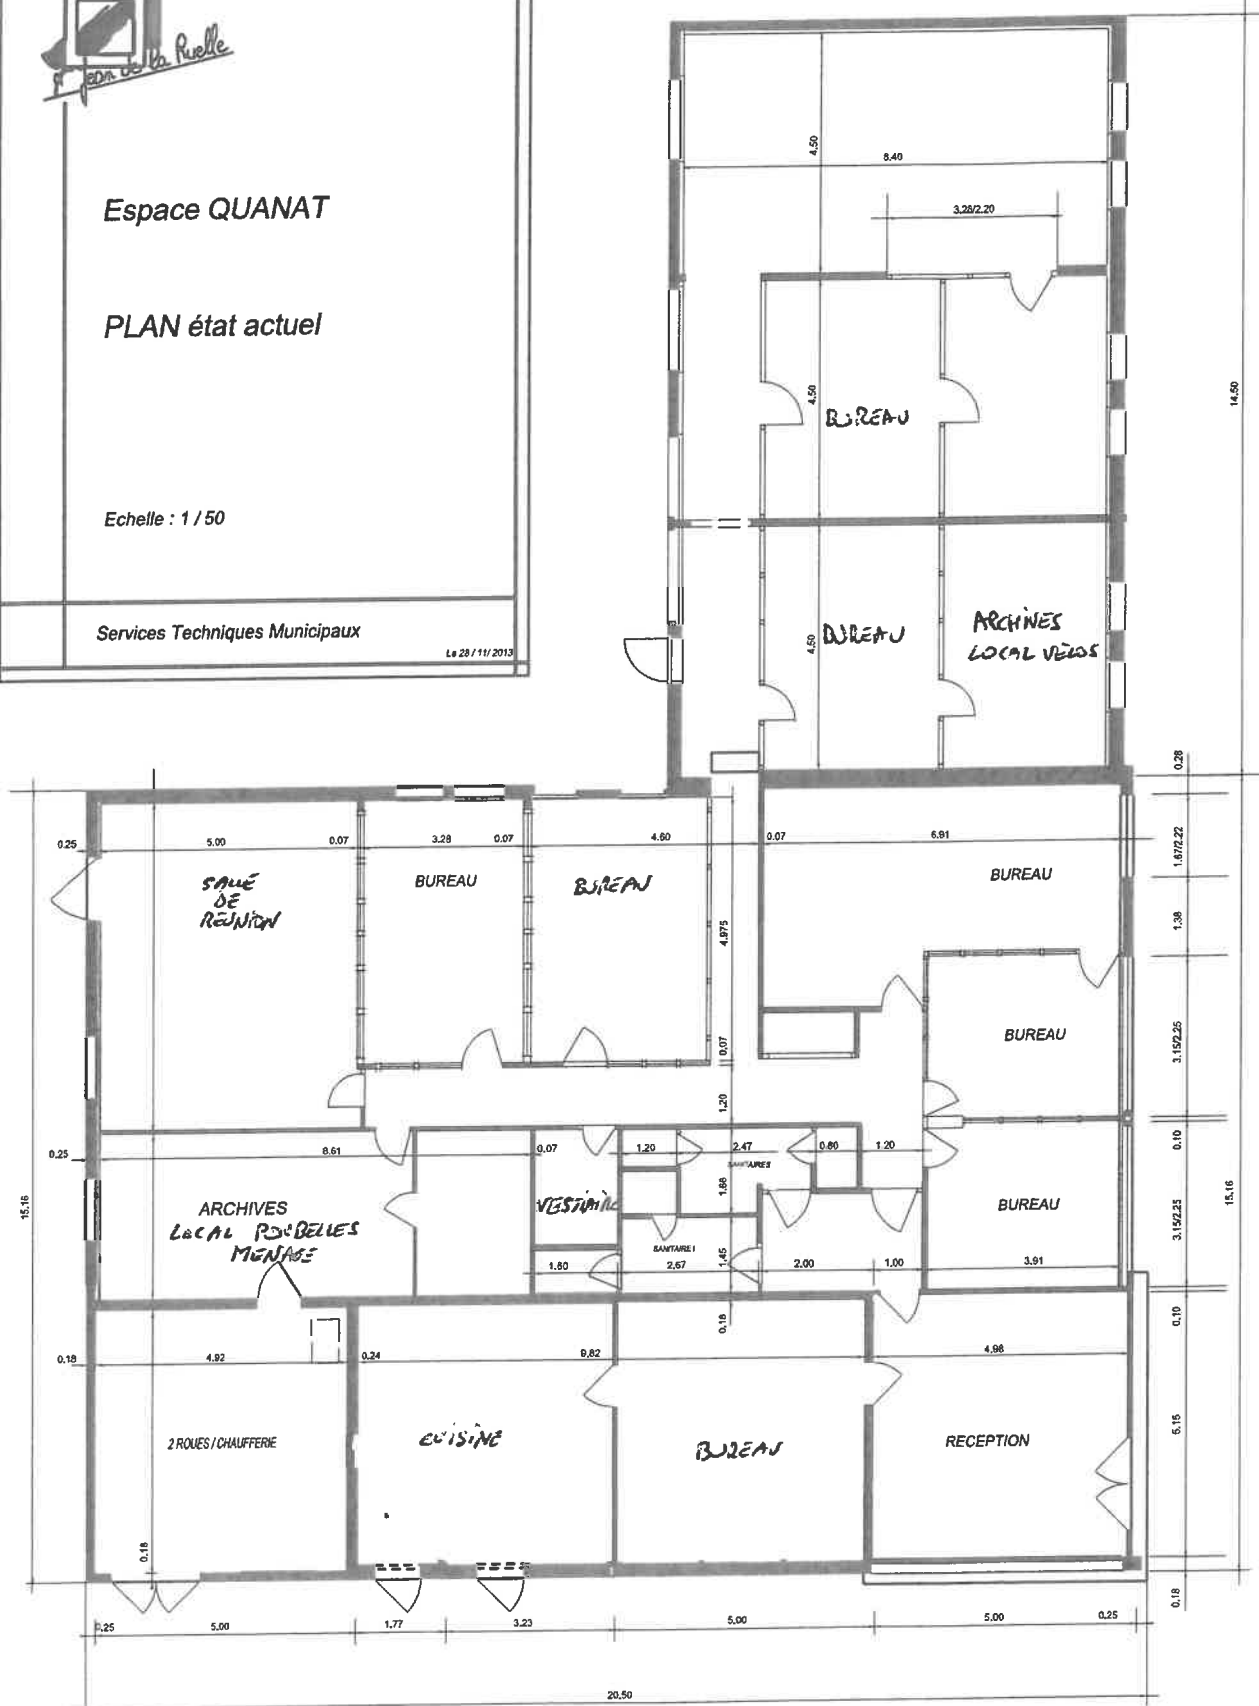 St Jean de la Ruelle
Espace QUANAT
PLAN état actuel
Echelle : 1 / 50
Services Techniques Municipaux
Le 28 / 11 / 2013
4.50
8.40
3.28/2.20
14.50
4.50
BUREAU
4.50
BUREAU
ARCHIVES
LOCAL VÉLOS
0.28
0.25
5.00
0.07
3.28
0.07
4.60
0.07
6.91
1.67/2.22
SALLE
DE
RÉUNION
BUREAU
BUREAU
BUREAU
4.975
1.38
BUREAU
3.15/2.25
0.07
1.20
0.25
8.61
0.07
1.20
2.47
0.80
1.20
0.10
SANITAIRES
1.66
15.16
ARCHIVES
LOCAL POUBELLES
MENAGE
VESTIAIRE
BUREAU
3.15/2.25
15.16
SANITAIRE
1.60
2.67
1.45
2.00
1.00
3.91
0.18
0.10
0.18
4.92
0.24
9.82
4.98
2 ROUES / CHAUFFERIE
CUISINE
BUREAU
RECEPTION
5.15
0.18
0.18
0.25
5.00
1.77
3.23
5.00
5.00
0.25
20.50